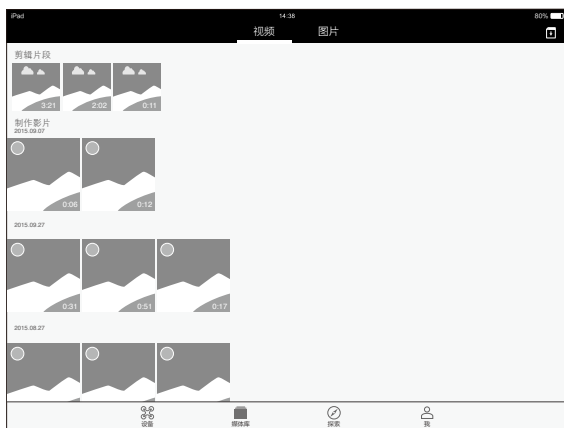 iPad 14:36 80%
视频 图片
剪辑片段
3:21 2:02 0:11
制作影片
2015.09.07
0:06 0:12
2015.09.27
0:31 0:51 0:17
2015.08.27
设备 媒体库 探索 我